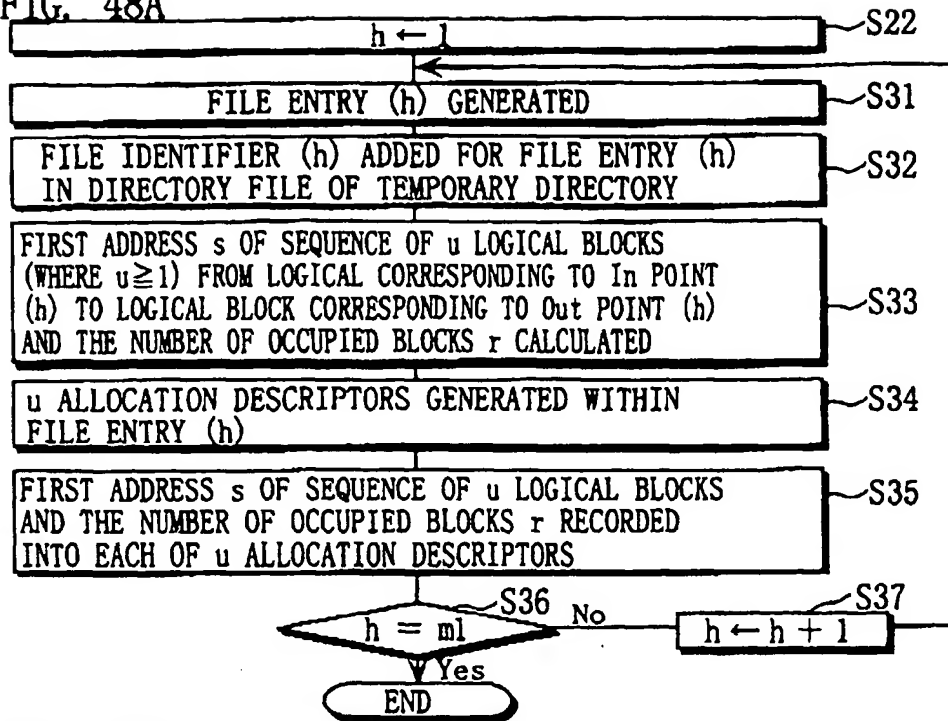 FIG. 48A
h ← 1
S22
FILE ENTRY (h) GENERATED
S31
FILE IDENTIFIER (h) ADDED FOR FILE ENTRY (h)
IN DIRECTORY FILE OF TEMPORARY DIRECTORY
S32
FIRST ADDRESS s OF SEQUENCE OF u LOGICAL BLOCKS
(WHERE u≧1) FROM LOGICAL CORRESPONDING TO In POINT
(h) TO LOGICAL BLOCK CORRESPONDING TO Out POINT (h)
AND THE NUMBER OF OCCUPIED BLOCKS r CALCULATED
S33
u ALLOCATION DESCRIPTORS GENERATED WITHIN
FILE ENTRY (h)
S34
FIRST ADDRESS s OF SEQUENCE OF u LOGICAL BLOCKS
AND THE NUMBER OF OCCUPIED BLOCKS r RECORDED
INTO EACH OF u ALLOCATION DESCRIPTORS
S35
S36
h = m1
No
S37
h ← h + 1
Yes
END